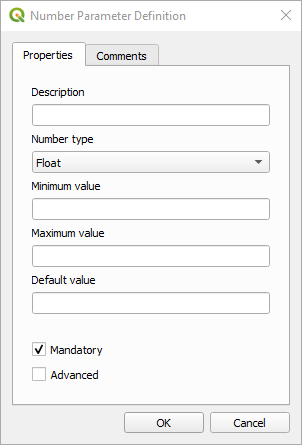 Number Parameter Definition
Properties
Comments
Description
Number type
Float
Minimum value
Maximum value
Default value
Mandatory
Advanced
OK
Cancel